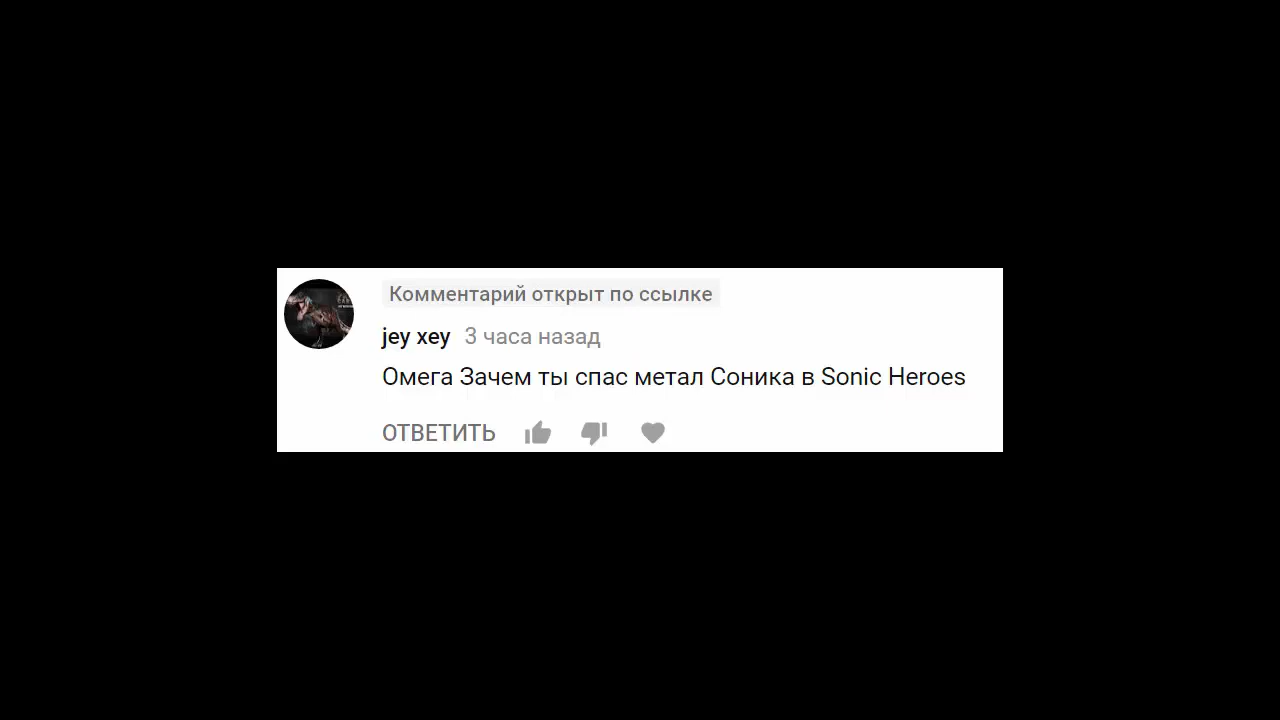 Комментарий открыт по ссылке
jey xey 3 часа назад
Омега Зачем ты спас метал Соника в Sonic Heroes
ОТВЕТИТЬ